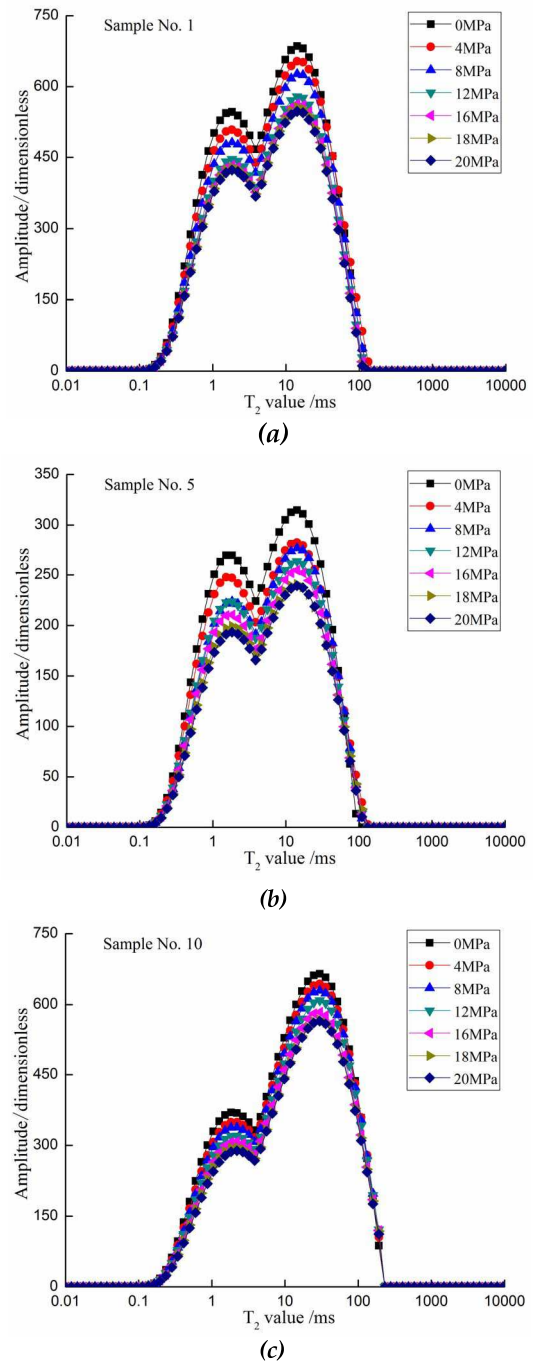 Sample No. 1
0MPa
4MPa
8MPa
12MPa
16MPa
18MPa
20MPa
Amplitude/dimensionless
750
600
450
300
150
0
0.01 0.1 1 10 100 1000 10000
T2 value /ms
(a)
Sample No. 5
0MPa
4MPa
8MPa
12MPa
16MPa
18MPa
20MPa
Amplitude/dimensionless
350
300
250
200
150
100
50
0
0.01 0.1 1 10 100 1000 10000
T2 value /ms
(b)
Sample No. 10
0MPa
4MPa
8MPa
12MPa
16MPa
18MPa
20MPa
Amplitude/dimensionless
750
600
450
300
150
0
0.01 0.1 1 10 100 1000 10000
T2 value /ms
(c)